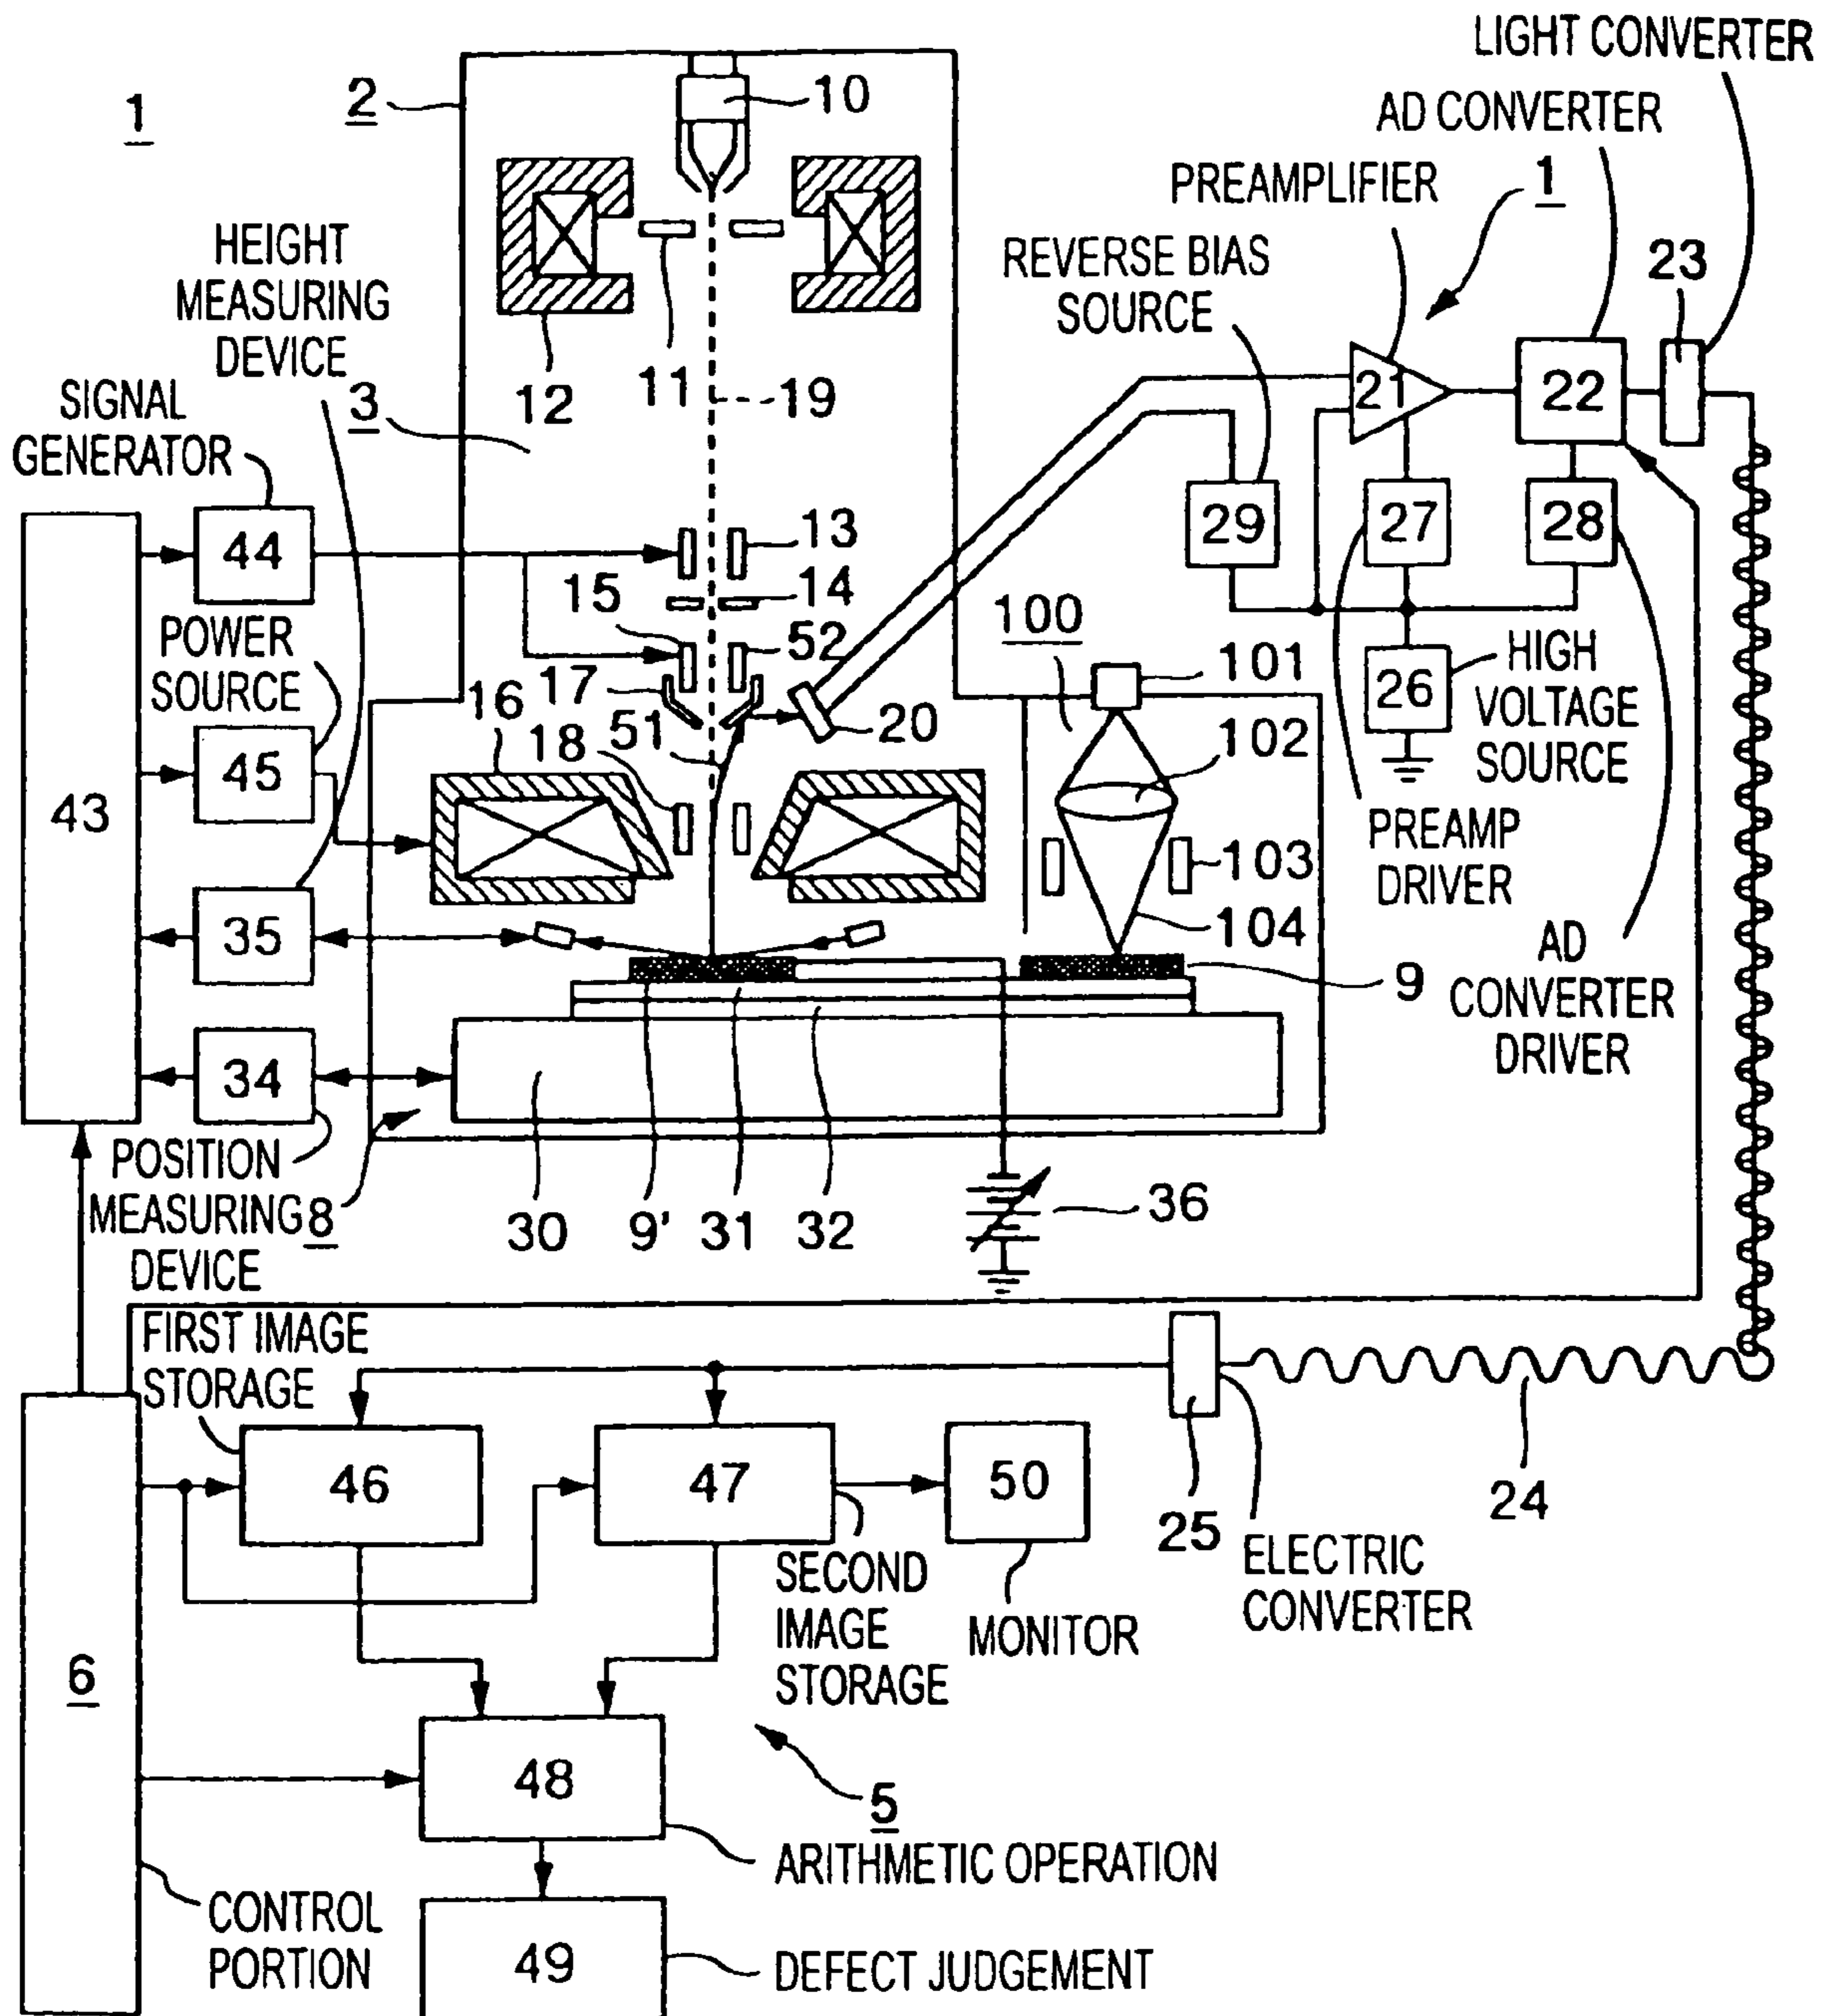 LIGHT CONVERTER
AD CONVERTER
PREAMPLIFIER
1
1
2
10
HEIGHT
MEASURING
DEVICE
REVERSE BIAS
SOURCE
23
12
11
19
21
22
SIGNAL
GENERATOR
3
44
13
29
27
28
15
14
POWER
SOURCE
52
100
101
26
HIGH
VOLTAGE
SOURCE
16
17
51
20
18
102
43
45
103
PREAMP
DRIVER
35
104
9
AD
CONVERTER
DRIVER
34
POSITION
MEASURING
DEVICE
8
30
9'
31
32
36
FIRST IMAGE
STORAGE
46
47
50
25
24
ELECTRIC
CONVERTER
SECOND
IMAGE
STORAGE
MONITOR
6
48
5
ARITHMETIC OPERATION
CONTROL
PORTION
49
DEFECT JUDGEMENT